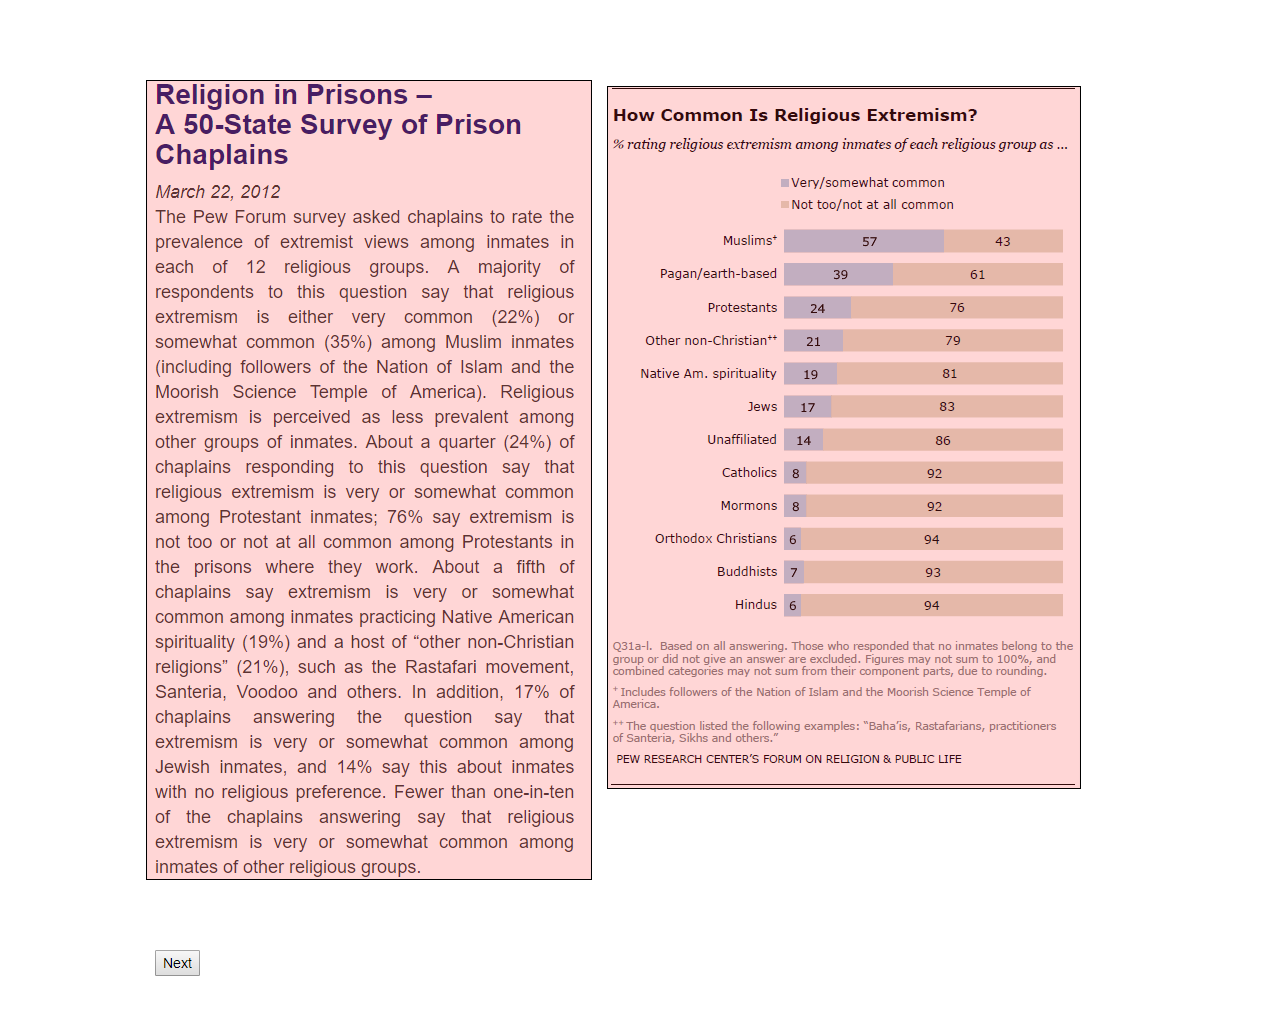 Religion in Prisons –
A 50-State Survey of Prison
Chaplains
March 22, 2012
The Pew Forum survey asked chaplains to rate the
prevalence of extremist views among inmates in
each of 12 religious groups. A majority of
respondents to this question say that religious
extremism is either very common (22%) or
somewhat common (35%) among Muslim inmates
(including followers of the Nation of Islam and the
Moorish Science Temple of America). Religious
extremism is perceived as less prevalent among
other groups of inmates. About a quarter (24%) of
chaplains responding to this question say that
religious extremism is very or somewhat common
among Protestant inmates; 76% say extremism is
not too or not at all common among Protestants in
the prisons where they work. About a fifth of
chaplains say extremism is very or somewhat
common among inmates practicing Native American
spirituality (19%) and a host of “other non-Christian
religions” (21%), such as the Rastafari movement,
Santeria, Voodoo and others. In addition, 17% of
chaplains answering the question say that
extremism is very or somewhat common among
Jewish inmates, and 14% say this about inmates
with no religious preference. Fewer than one-in-ten
of the chaplains answering say that religious
extremism is very or somewhat common among
inmates of other religious groups.
How Common Is Religious Extremism?
% rating religious extremism among inmates of each religious group as ...
Very/somewhat common
Not too/not at all common
Muslims⁺ 57 43
Pagan/earth-based 39 61
Protestants 24 76
Other non-Christian⁺⁺ 21 79
Native Am. spirituality 19 81
Jews 17 83
Unaffiliated 14 86
Catholics 8 92
Mormons 8 92
Orthodox Christians 6 94
Buddhists 7 93
Hindus 6 94
Q31a-l. Based on all answering. Those who responded that no inmates belong to the
group or did not give an answer are excluded. Figures may not sum to 100%, and
combined categories may not sum from their component parts, due to rounding.
⁺ Includes followers of the Nation of Islam and the Moorish Science Temple of
America.
⁺⁺ The question listed the following examples: “Baha’is, Rastafarians, practitioners
of Santeria, Sikhs and others.”
PEW RESEARCH CENTER’S FORUM ON RELIGION & PUBLIC LIFE
Next